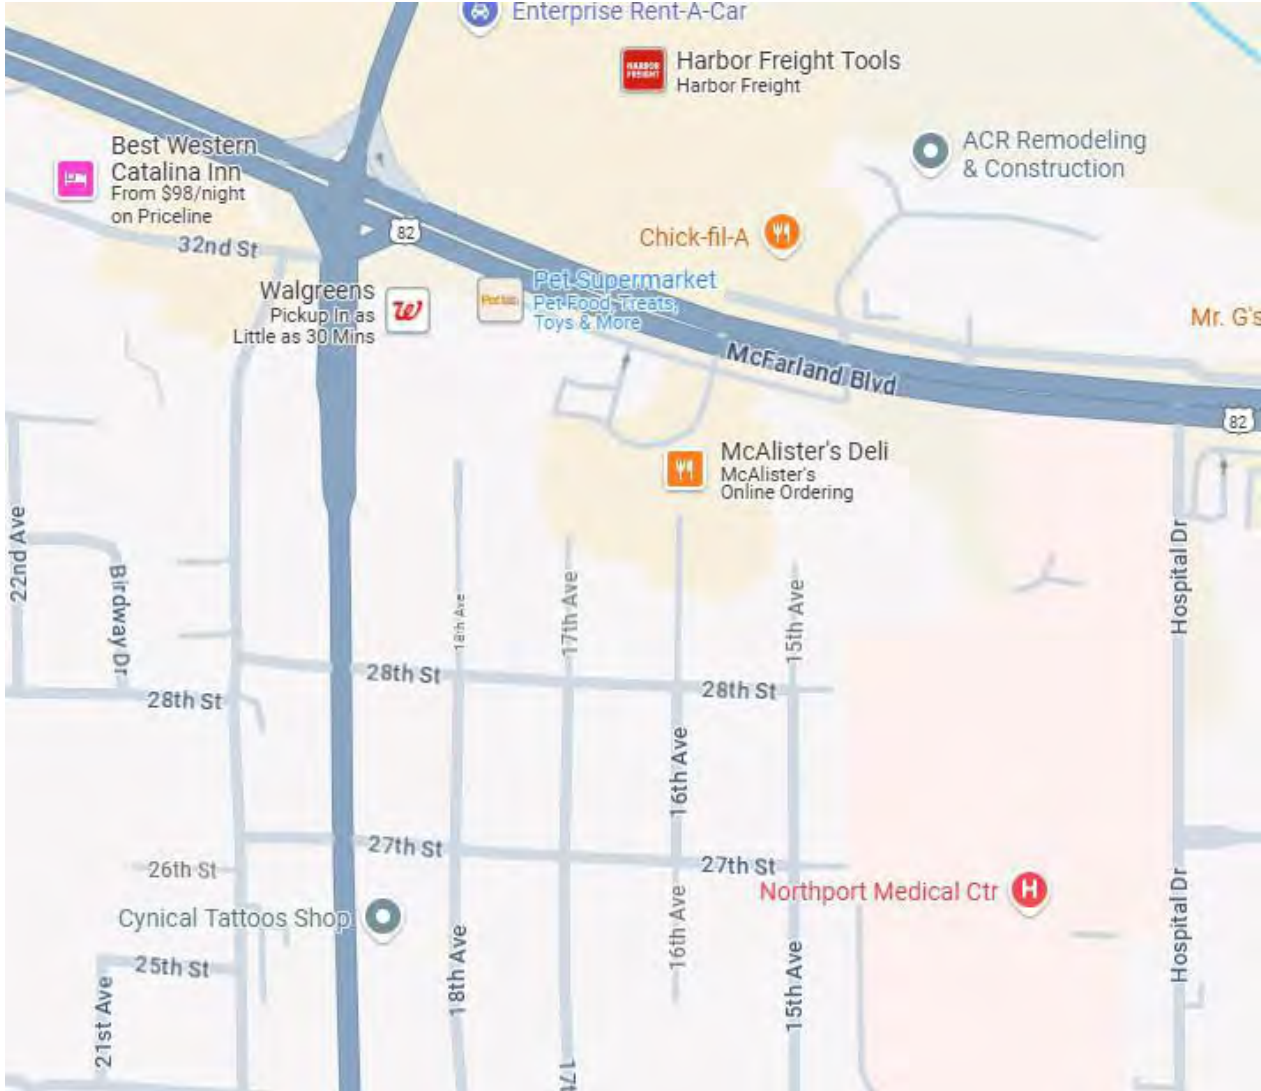 Enterprise Rent-A-Car
HARBOR
FREIGHT
Harbor Freight Tools
Harbor Freight
Best Western
Catalina Inn
From $98/night
on Priceline
ACR Remodeling
& Construction
82
32nd St
Chick-fil-A
Pet Supermarket
Pet Food, Treats,
Toys & More
Walgreens
Pickup In as
Little as 30 Mins
W
Mr. G's
McFarland Blvd
82
McAlister's Deli
McAlister's
Online Ordering
22nd Ave
Birdway Dr
18th Ave
17th Ave
15th Ave
Hospital Dr
28th St
28th St
28th St
16th Ave
27th St
27th St
26th St
Northport Medical Ctr
H
Cynical Tattoos Shop
16th Ave
Hospital Dr
25th St
21st Ave
18th Ave
15th Ave